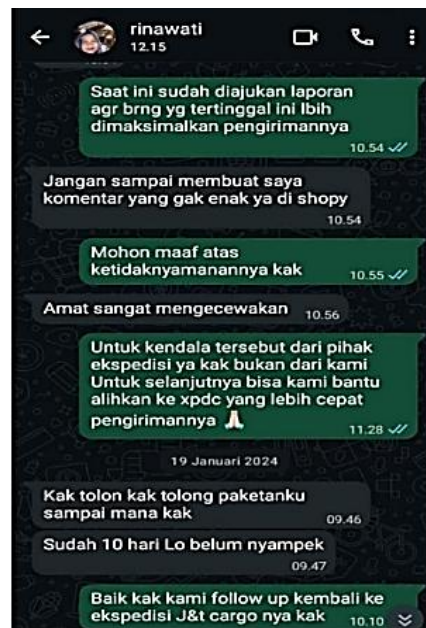 rinawati
12.15
Saat ini sudah diajukan laporan
agr brng yg tertinggal ini lbih
dimaksimalkan pengirimannya
10.54
Jangan sampai membuat saya
komentar yang gak enak ya di shopy
10.54
Mohon maaf atas
ketidaknyamanannya kak
10.55
Amat sangat mengecewakan 10.56
Untuk kendala tersebut dari pihak
ekspedisi ya kak bukan dari kami
Untuk selanjutnya bisa kami bantu
alihkan ke xpdc yang lebih cepat
pengirimannya 🙏🏻
11.28
19 Januari 2024
Kak tolon kak tolong paketanku
sampai mana kak
09.46
Sudah 10 hari Lo belum nyampek
09.47
Baik kak kami follow up kembali ke
ekspedisi J&t cargo nya kak 10.10